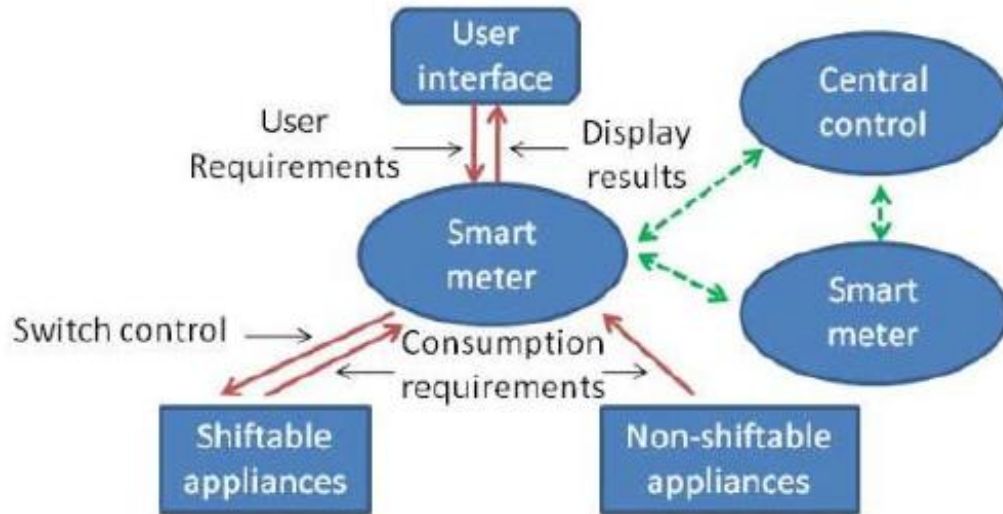 User
interface
Central
control
User
Requirements
Display
results
Smart
meter
Smart
meter
Switch control
Consumption
requirements
Shiftable
appliances
Non-shiftable
appliances